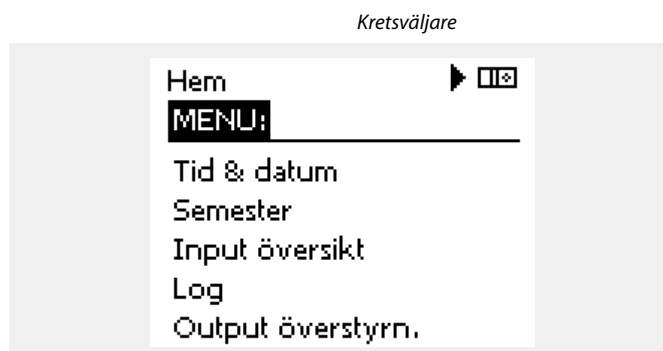 Kretsväljare
Hem
MENU:
Tid & datum
Semester
Input översikt
Log
Output överstyrn.